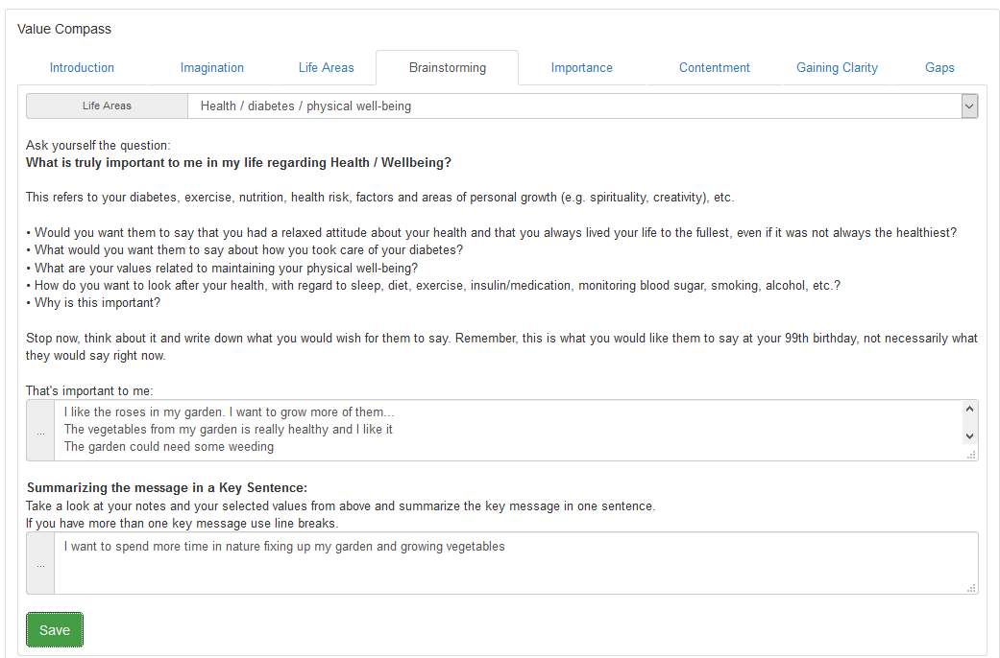 Value Compass
Introduction
Imagination
Life Areas
Brainstorming
Importance
Contentment
Gaining Clarity
Gaps
Life Areas
Health / diabetes / physical well-being
Ask yourself the question:
What is truly important to me in my life regarding Health / Wellbeing?
This refers to your diabetes, exercise, nutrition, health risk, factors and areas of personal growth (e.g. spirituality, creativity), etc.
• Would you want them to say that you had a relaxed attitude about your health and that you always lived your life to the fullest, even if it was not always the healthiest?
• What would you want them to say about how you took care of your diabetes?
• What are your values related to maintaining your physical well-being?
• How do you want to look after your health, with regard to sleep, diet, exercise, insulin/medication, monitoring blood sugar, smoking, alcohol, etc.?
• Why is this important?
Stop now, think about it and write down what you would wish for them to say. Remember, this is what you would like them to say at your 99th birthday, not necessarily what
they would say right now.
That's important to me:
...
I like the roses in my garden. I want to grow more of them...
The vegetables from my garden is really healthy and I like it
The garden could need some weeding
Summarizing the message in a Key Sentence:
Take a look at your notes and your selected values from above and summarize the key message in one sentence.
If you have more than one key message use line breaks.
...
I want to spend more time in nature fixing up my garden and growing vegetables
Save